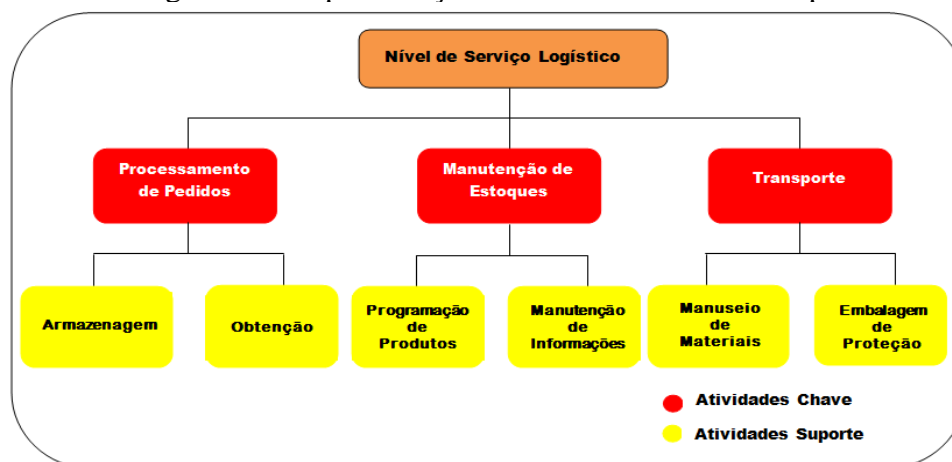 Nível de Serviço Logístico
Processamento
de Pedidos
Manutenção de
Estoques
Transporte
Armazenagem
Obtenção
Programação
de
Produtos
Manutenção
de
Informações
Manuseio
de
Materiais
Embalagem
de
Proteção
Atividades Chave
Atividades Suporte